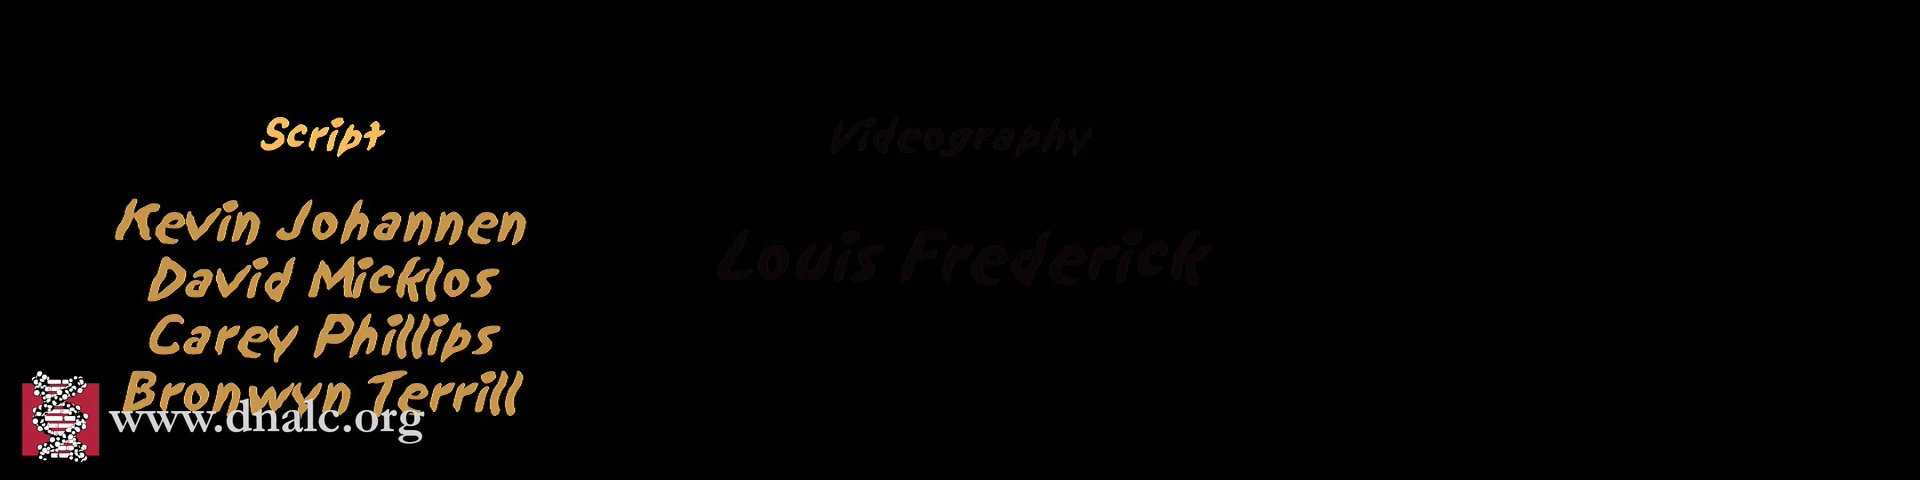 Script
Kevin Johannen
David Micklos
Carey Phillips
Bronwyn Terrill
www.dnalc.org
Videography
Louis Frederick